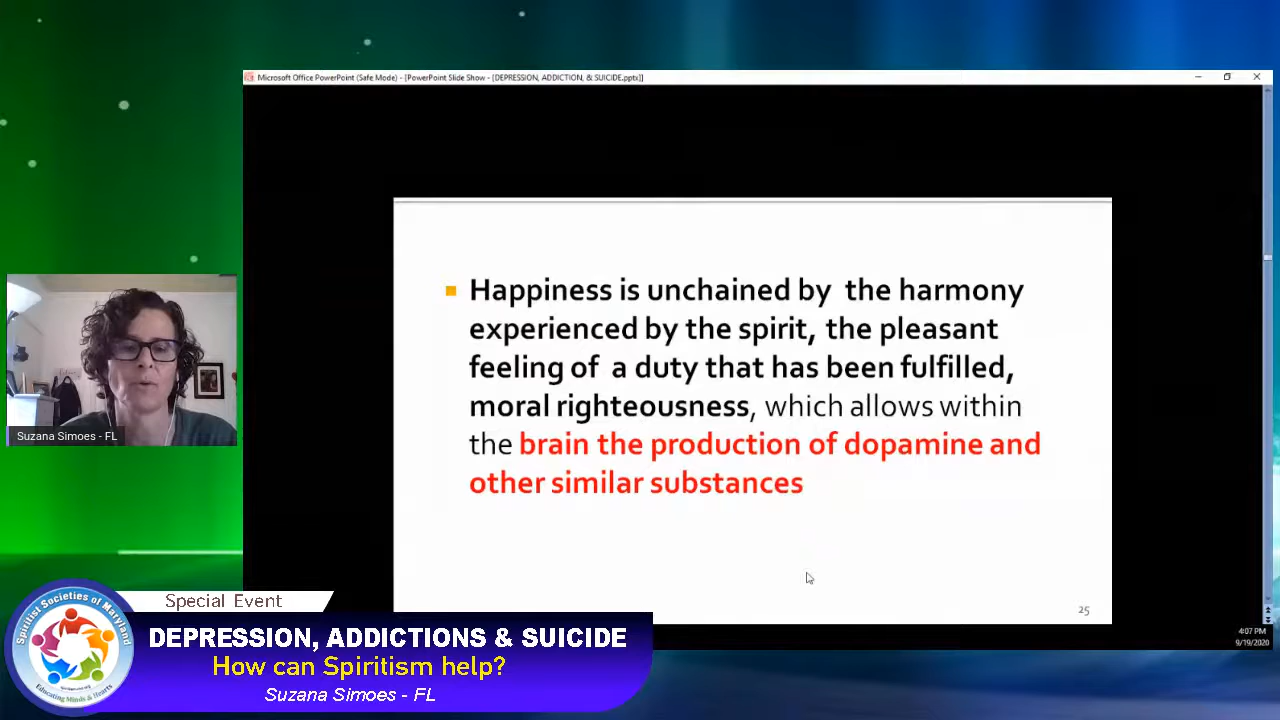 Microsoft Office PowerPoint (Safe Mode) - [PowerPoint Slide Show - [DEPRESSION, ADDICTION, & SUICIDE.pptx]]
Happiness is unchained by the harmony
experienced by the spirit, the pleasant
feeling of a duty that has been fulfilled,
moral righteousness, which allows within
the brain the production of dopamine and
other similar substances
25
Suzana Simoes - FL
4:07 PM
9/19/2020
Spiritist Societies of Maryland
Educating Minds & Hearts
Special Event
DEPRESSION, ADDICTIONS & SUICIDE
How can Spiritism help?
Suzana Simoes - FL